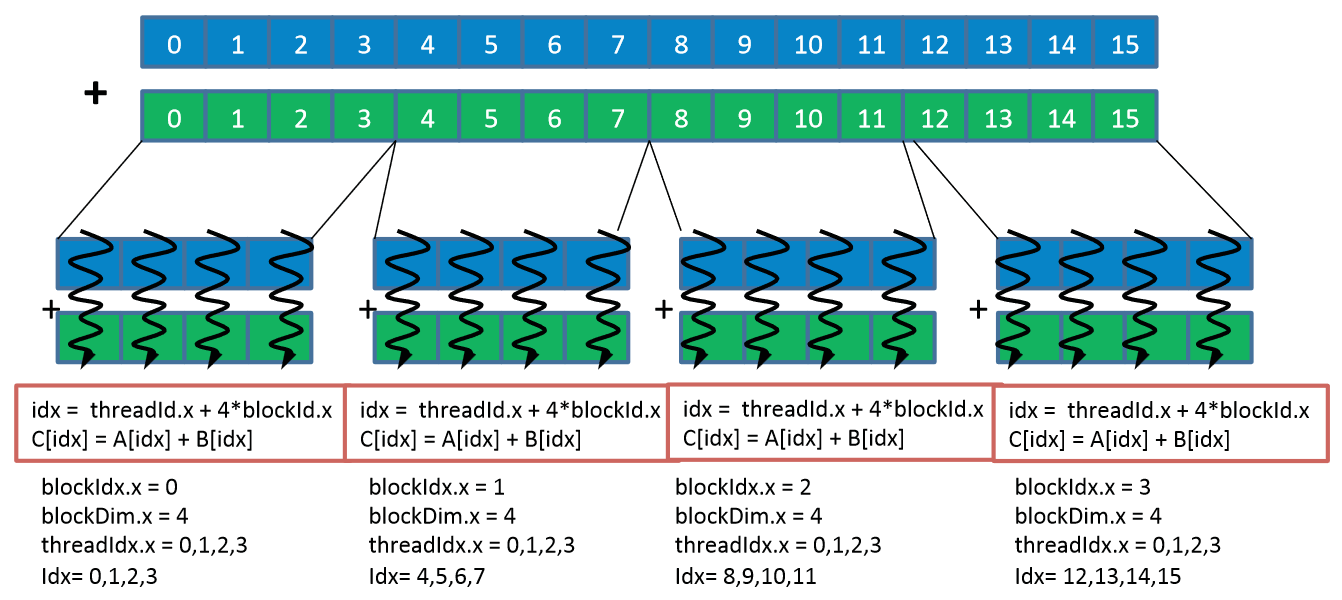 0 1 2 3 4 5 6 7 8 9 10 11 12 13 14 15
+
0 1 2 3 4 5 6 7 8 9 10 11 12 13 14 15
+ + + +
idx = threadId.x + 4*blockId.x
C[idx] = A[idx] + B[idx]
blockIdx.x = 0
blockDim.x = 4
threadIdx.x = 0,1,2,3
Idx= 0,1,2,3
idx = threadId.x + 4*blockId.x
C[idx] = A[idx] + B[idx]
blockIdx.x = 1
blockDim.x = 4
threadIdx.x = 0,1,2,3
Idx= 4,5,6,7
idx = threadId.x + 4*blockId.x
C[idx] = A[idx] + B[idx]
blockIdx.x = 2
blockDim.x = 4
threadIdx.x = 0,1,2,3
Idx= 8,9,10,11
idx = threadId.x + 4*blockId.x
C[idx] = A[idx] + B[idx]
blockIdx.x = 3
blockDim.x = 4
threadIdx.x = 0,1,2,3
Idx= 12,13,14,15